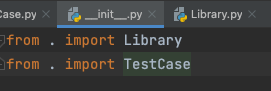 Case.py × __init__.py × Library.py
from . import Library
from . import TestCase